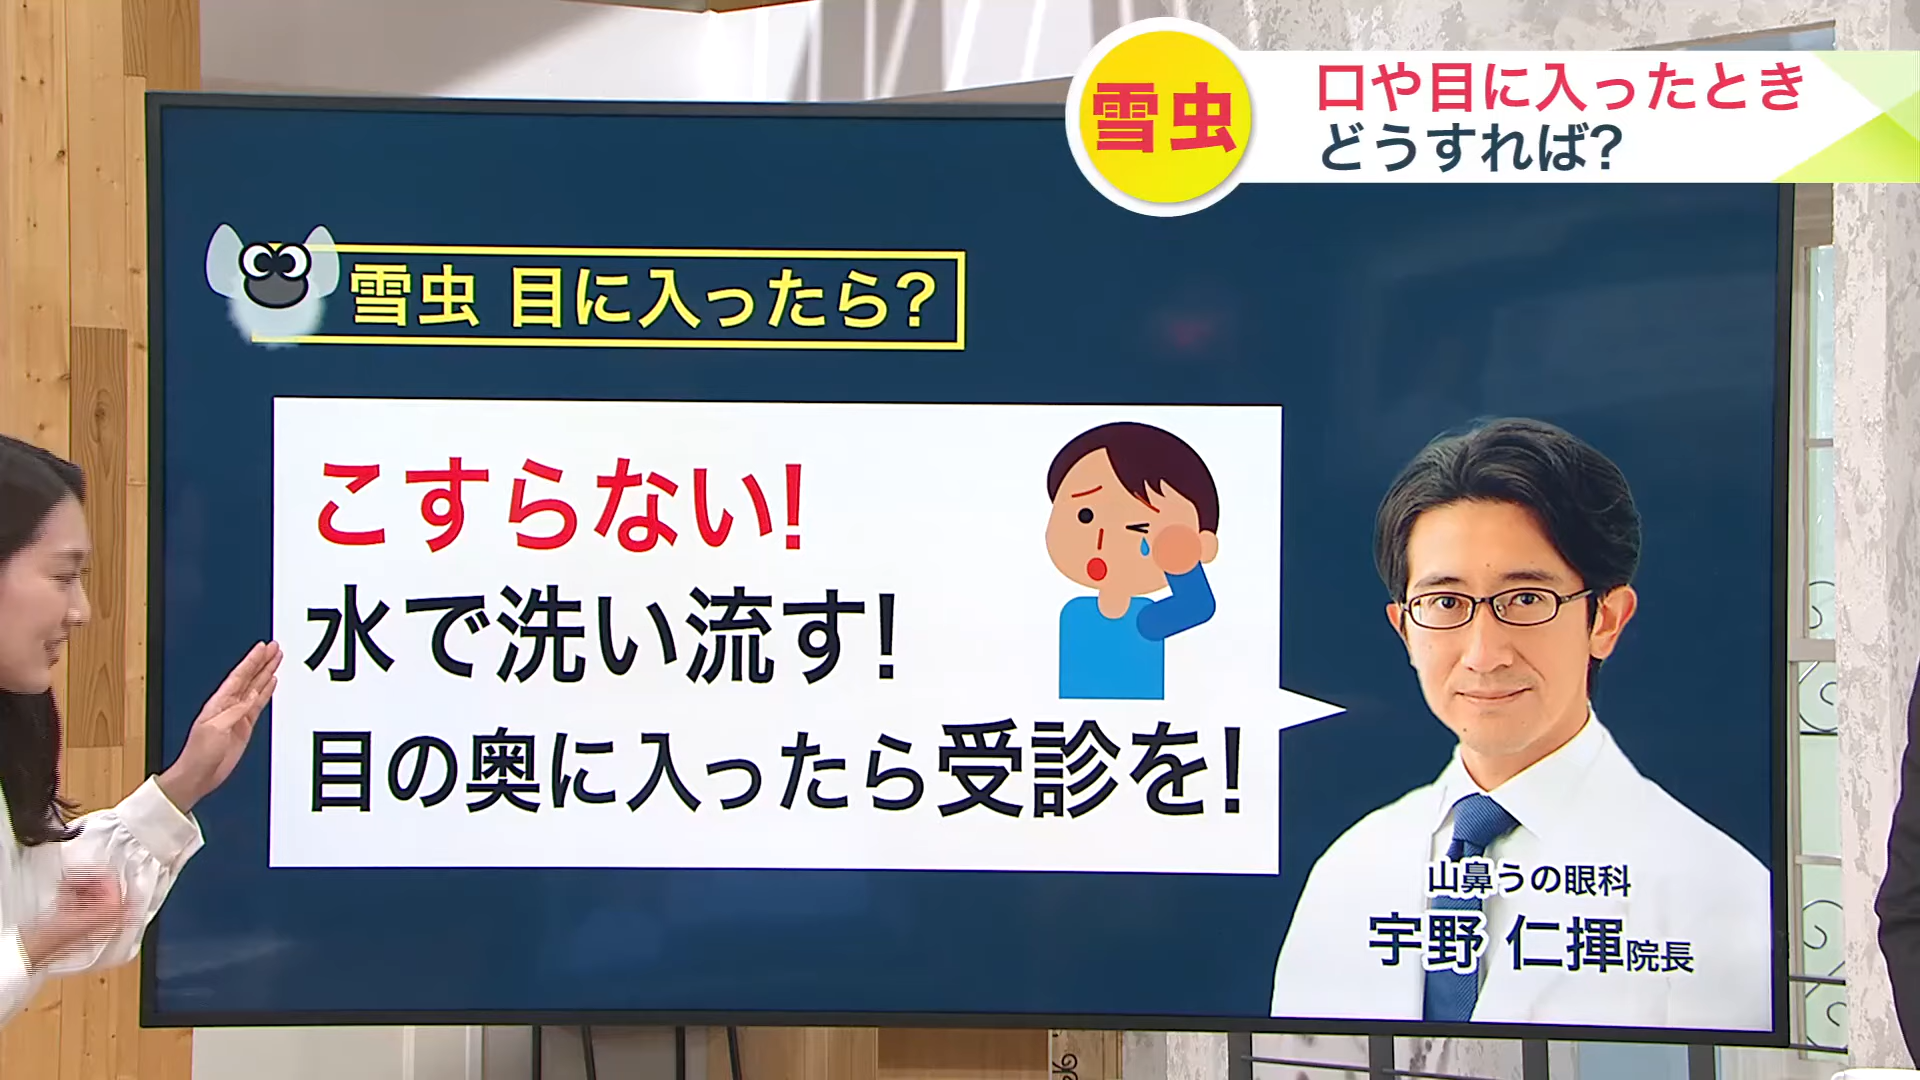 雪虫
口や目に入ったとき
どうすれば?
雪虫 目に入ったら?
こすらない!
水で洗い流す!
目の奥に入ったら受診を!
山鼻うの眼科
宇野 仁揮院長